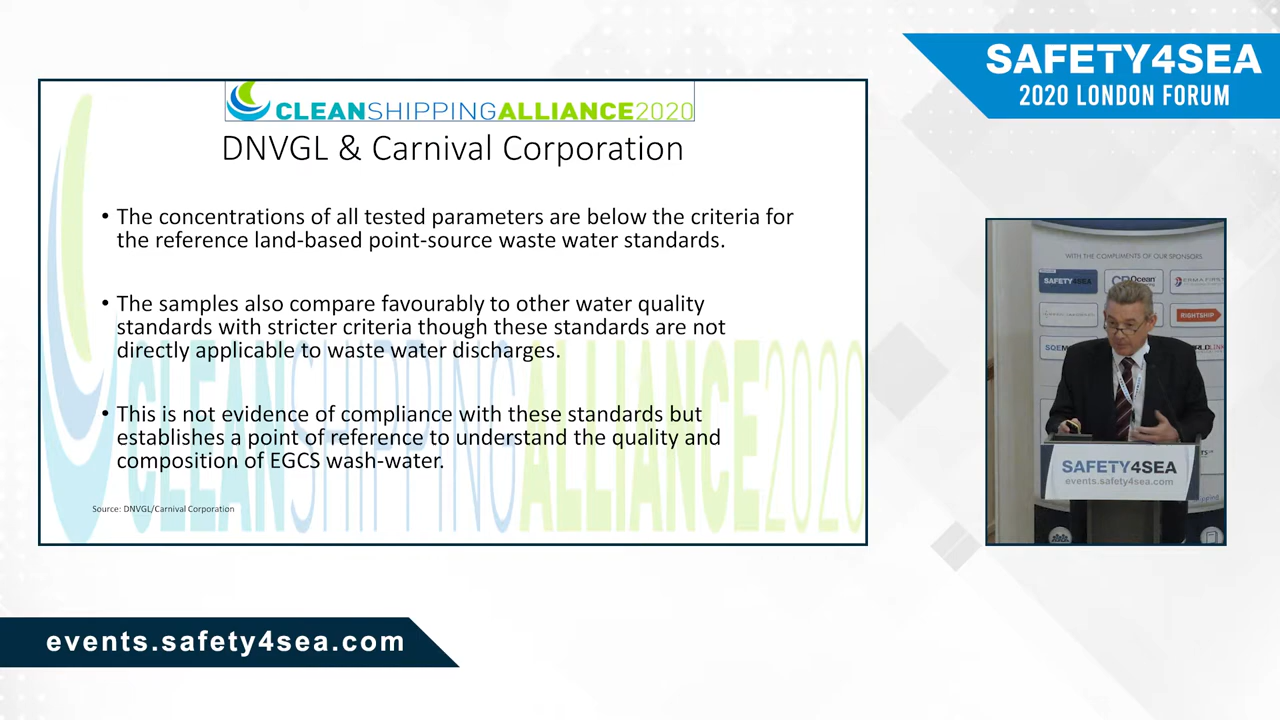 SAFETY4SEA
2020 LONDON FORUM
CLEANSHIPPINGALLIANCE2020
DNVGL & Carnival Corporation
• The concentrations of all tested parameters are below the criteria for
the reference land-based point-source waste water standards.
• The samples also compare favourably to other water quality
standards with stricter criteria though these standards are not
directly applicable to waste water discharges.
• This is not evidence of compliance with these standards but
establishes a point of reference to understand the quality and
composition of EGCS wash-water.
Source: DNVGL/Carnival Corporation
CLEANSHIPPINGALLIANCE2020
WITH THE COMPLIMENTS OF OUR SPONSORS
SAFETY4SEA
Ocean
RIGHTSHIP
SAFETY4SEA
events.safety4sea.com
events.safety4sea.com